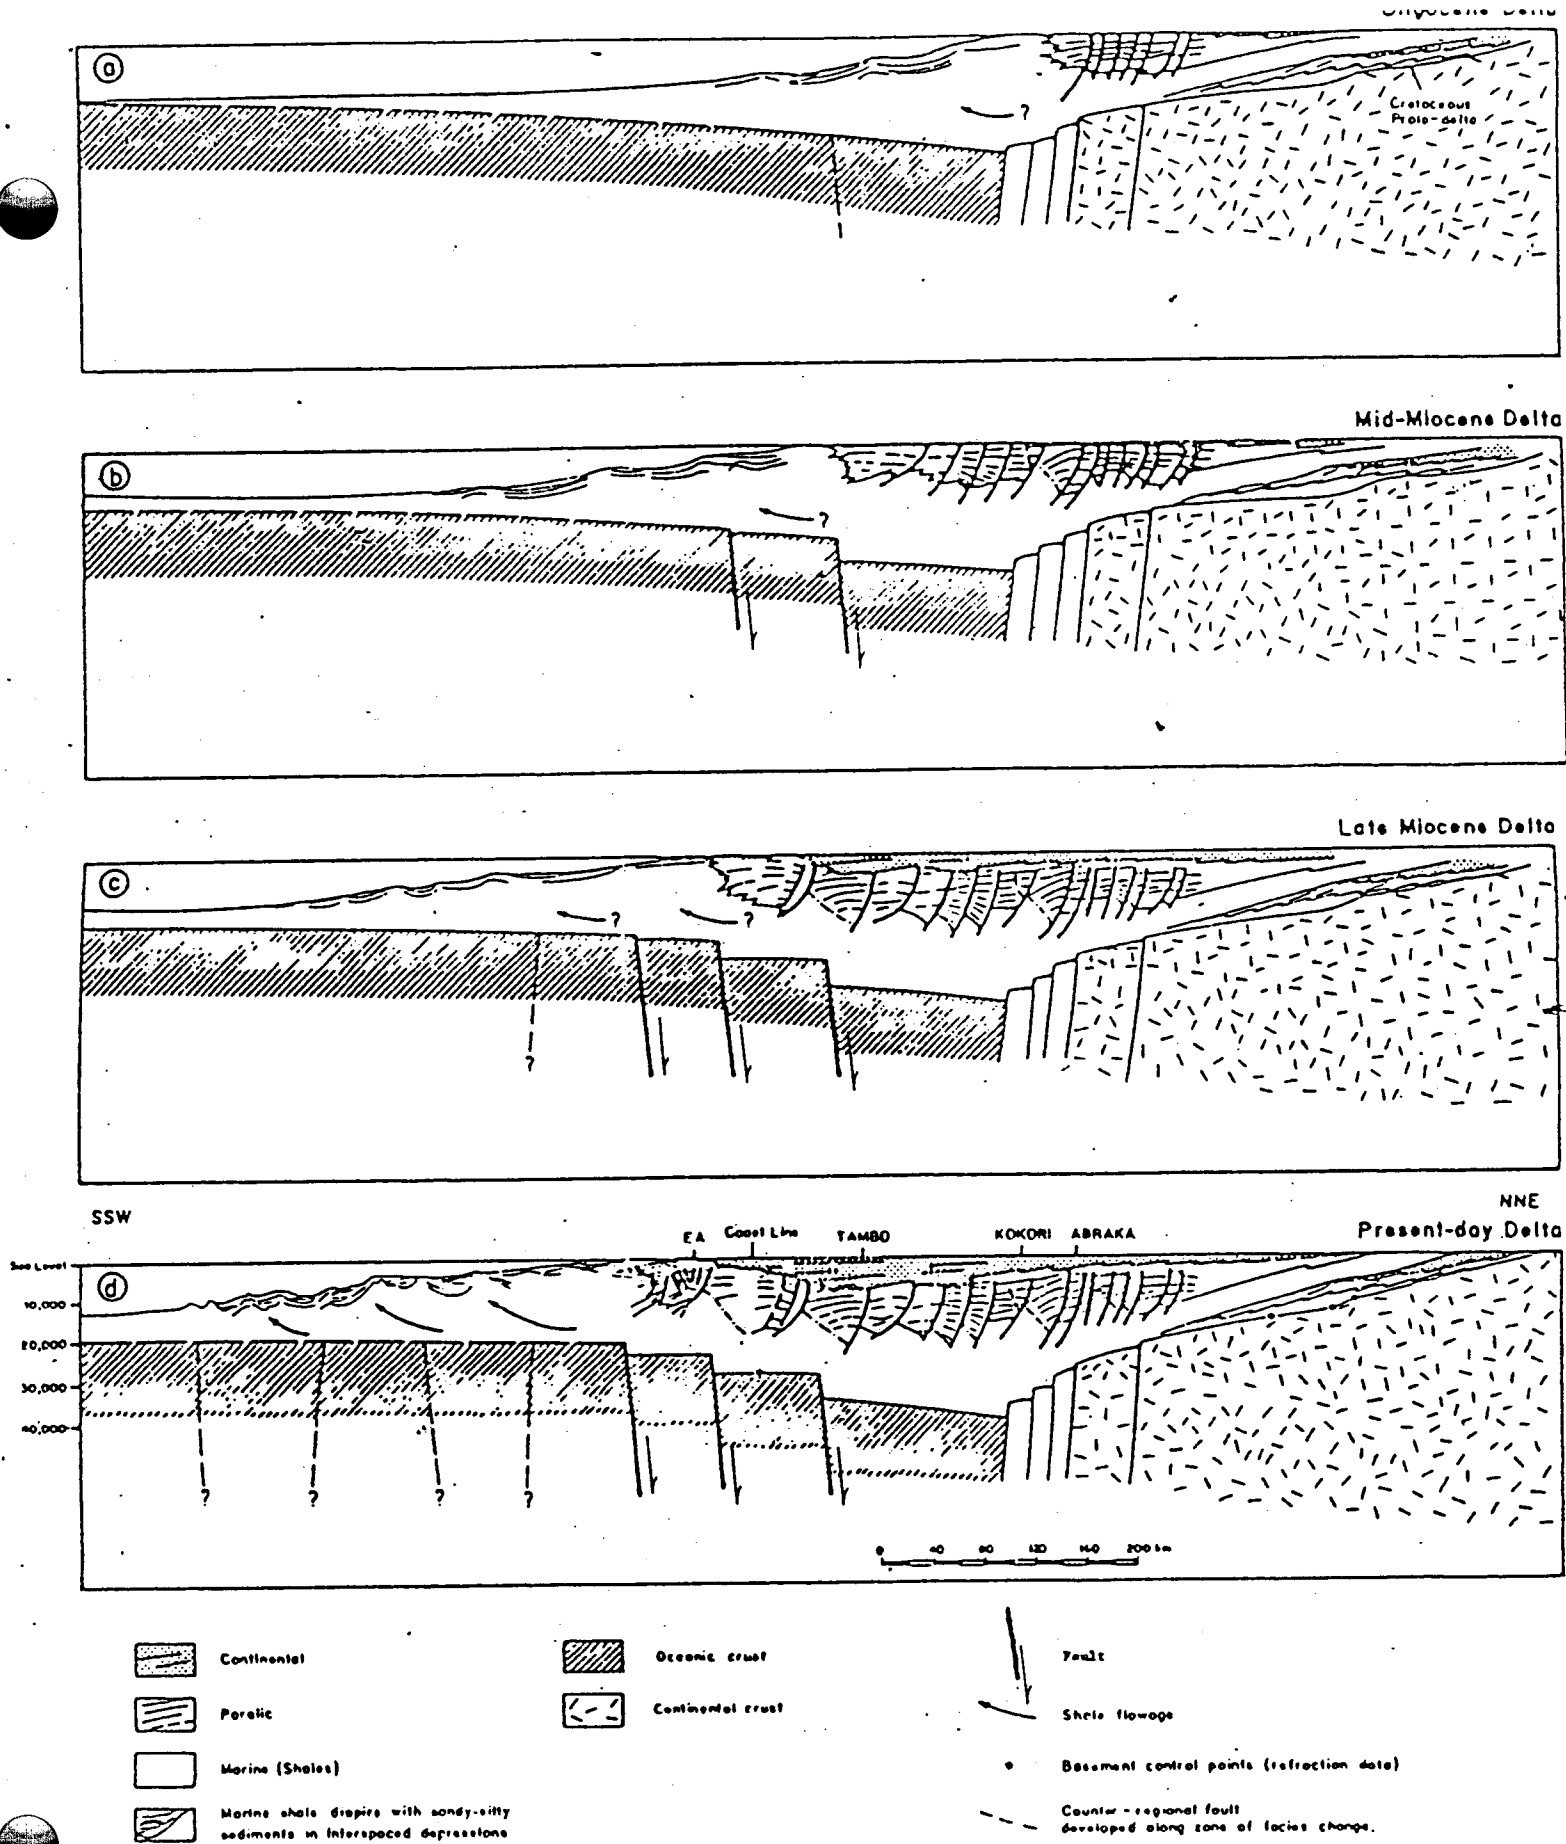 a
Cretaceous
Proto-delta
?
Mid-Miocene Delta
b
?
Late Miocene Delta
c
? ?
?
SSW
NNE
EA Coast Line TAMBO KOKORI ABRAKA
Present-day Delta
Sea Level
d
10,000
20,000
30,000
40,000
? ? ? ?
0 40 80 120 160 200 km
Continental
Oceanic crust
Fault
Paralic
Continental crust
Shale flowage
Marine (Shales)
Basement control points (refraction data)
Marine shale diapirs with sandy-silty
sediments in interspaced depressions
Counter-regional fault
developed along zone of facies change.